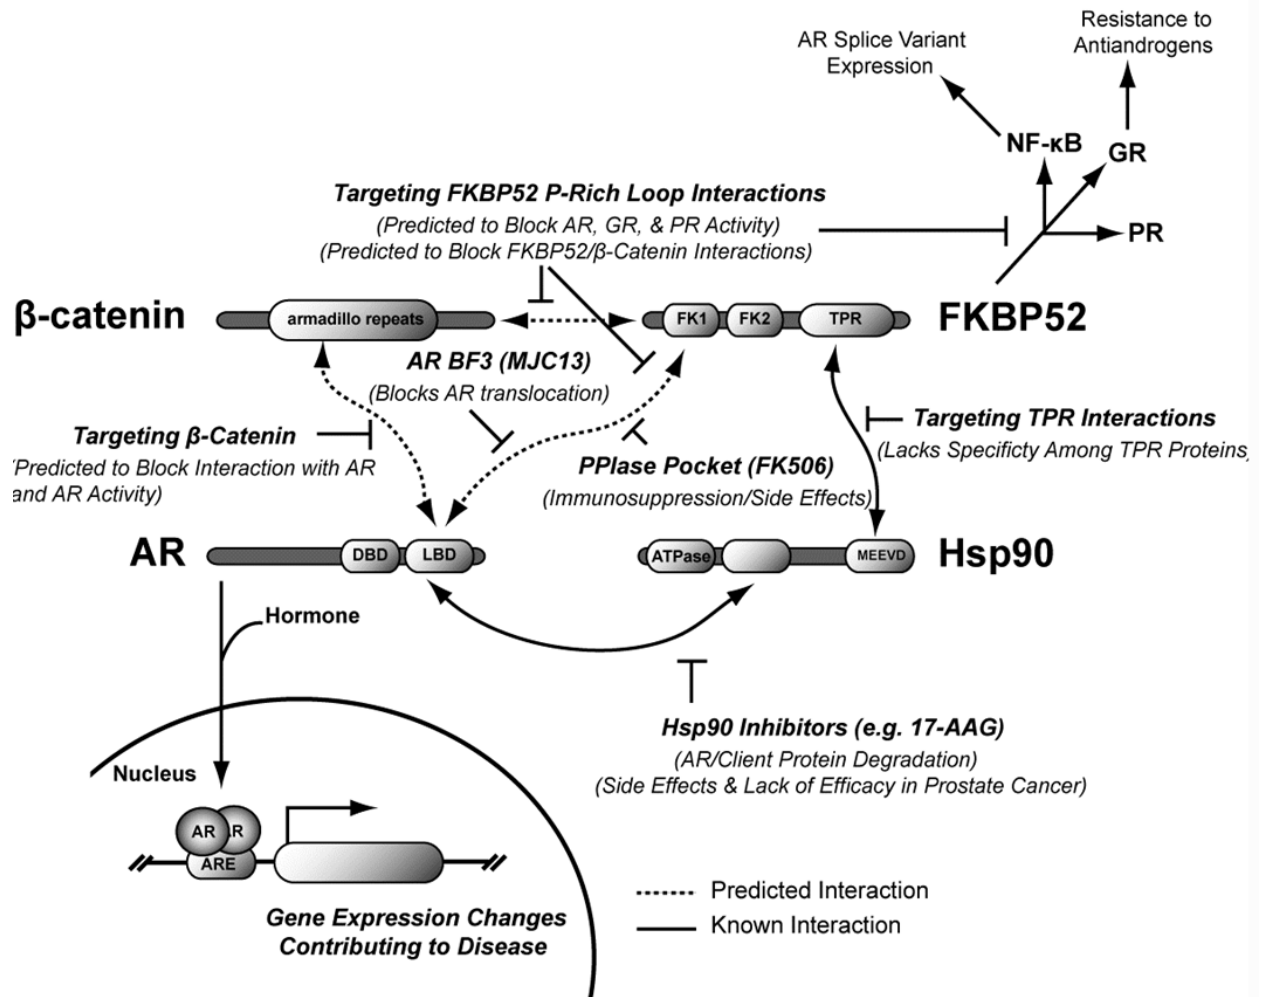 Resistance to
Antiandrogens
AR Splice Variant
Expression
NF-κB
GR
PR
Targeting FKBP52 P-Rich Loop Interactions
(Predicted to Block AR, GR, & PR Activity)
(Predicted to Block FKBP52/β-Catenin Interactions)
β-catenin
armadillo repeats
FK1
FK2
TPR
FKBP52
AR BF3 (MJC13)
(Blocks AR translocation)
Targeting β-Catenin
(Predicted to Block Interaction with AR
and AR Activity)
Targeting TPR Interactions
(Lacks Specificty Among TPR Proteins)
PPIase Pocket (FK506)
(Immunosuppression/Side Effects)
AR
DBD
LBD
ATPase
MEEVD
Hsp90
Hormone
Hsp90 Inhibitors (e.g. 17-AAG)
(AR/Client Protein Degradation)
(Side Effects & Lack of Efficacy in Prostate Cancer)
Nucleus
AR
R
ARE
Gene Expression Changes
Contributing to Disease
Predicted Interaction
Known Interaction